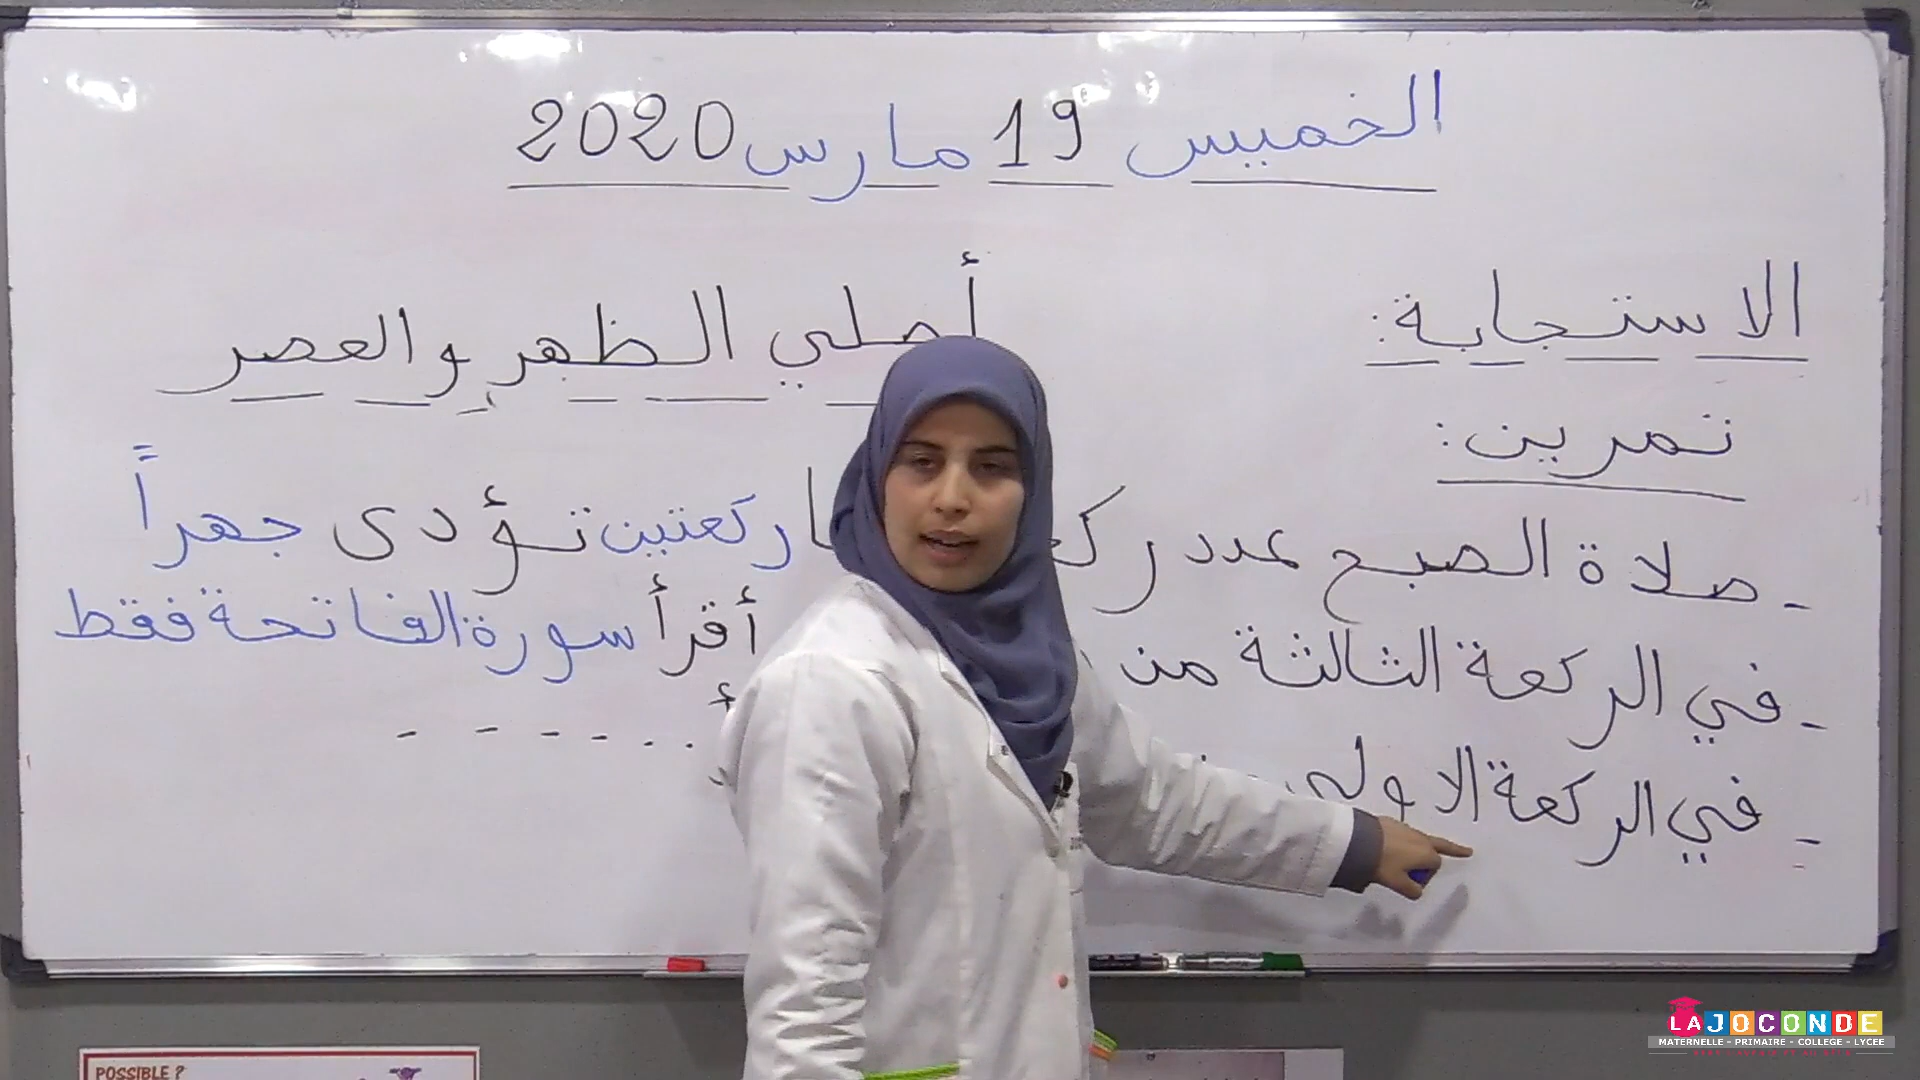 الخميس 19 مارس 2020
الاستجابة: أصلي الظهرِ والعصر
تمرين:
- صلاة الصبح عدد ركعتين تؤدى جهراً
- في الركعة الثالثة من أقرأ سورة الفاتحة فقط
- في الركعة الاولى ..------
POSSIBLE ?
LAJOCONDE
MATERNELLE - PRIMAIRE - COLLEGE - LYCEE